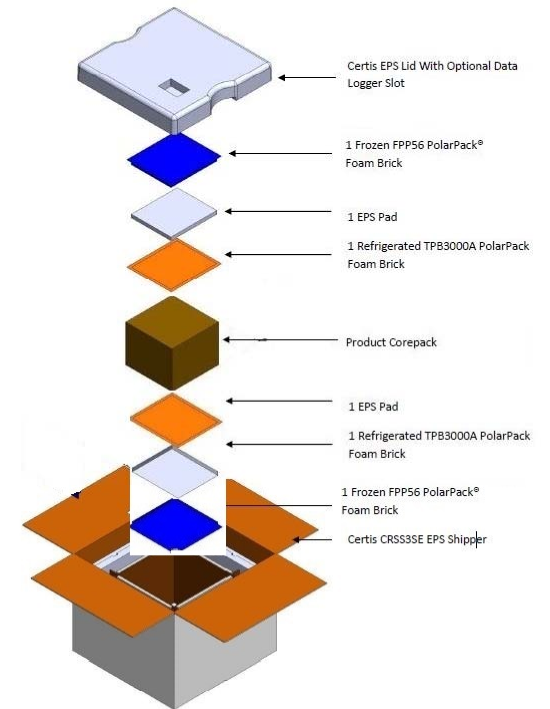 Certis EPS Lid With Optional Data
Logger Slot
1 Frozen FPP56 PolarPack®
Foam Brick
1 EPS Pad
1 Refrigerated TPB3000A PolarPack
Foam Brick
Product Corepack
1 EPS Pad
1 Refrigerated TPB3000A PolarPack
Foam Brick
1 Frozen FPP56 PolarPack®
Foam Brick
Certis CRSS3SE EPS Shipper